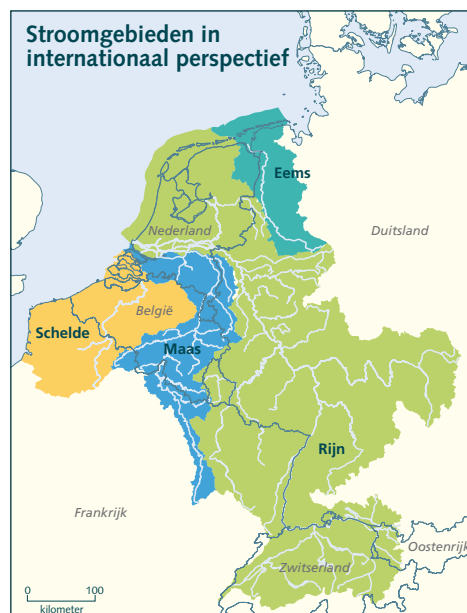 Stroomgebieden in
internationaal perspectief
Eems
Nederland
Duitsland
België
Schelde
Maas
Rijn
Frankrijk
Oostenrijk
Zwitserland
0 100
kilometer